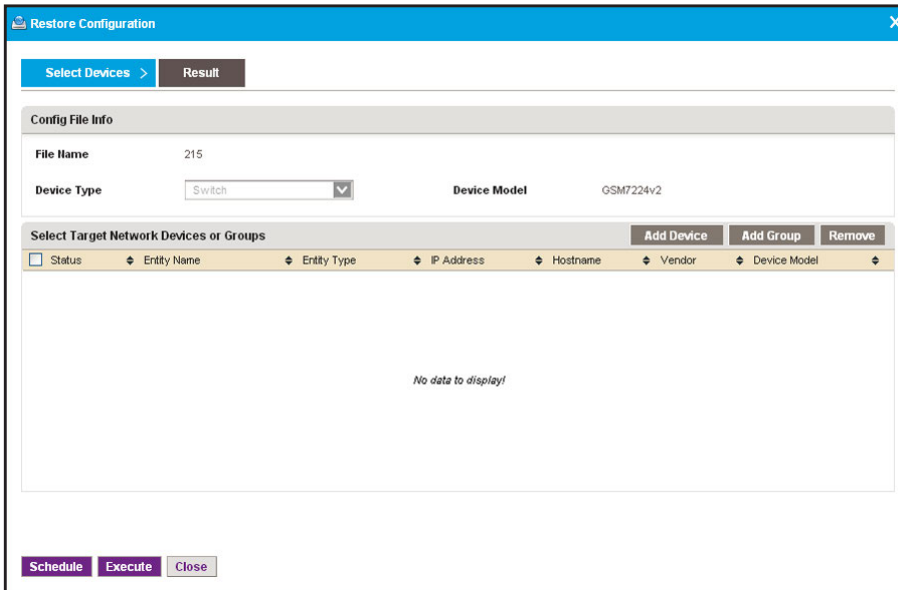 Restore Configuration X
Select Devices > Result
Config File Info
File Name 215
Device Type Switch Device Model GSM7224v2
Select Target Network Devices or Groups Add Device Add Group Remove
Status Entity Name Entity Type IP Address Hostname Vendor Device Model
No data to display!
Schedule Execute Close